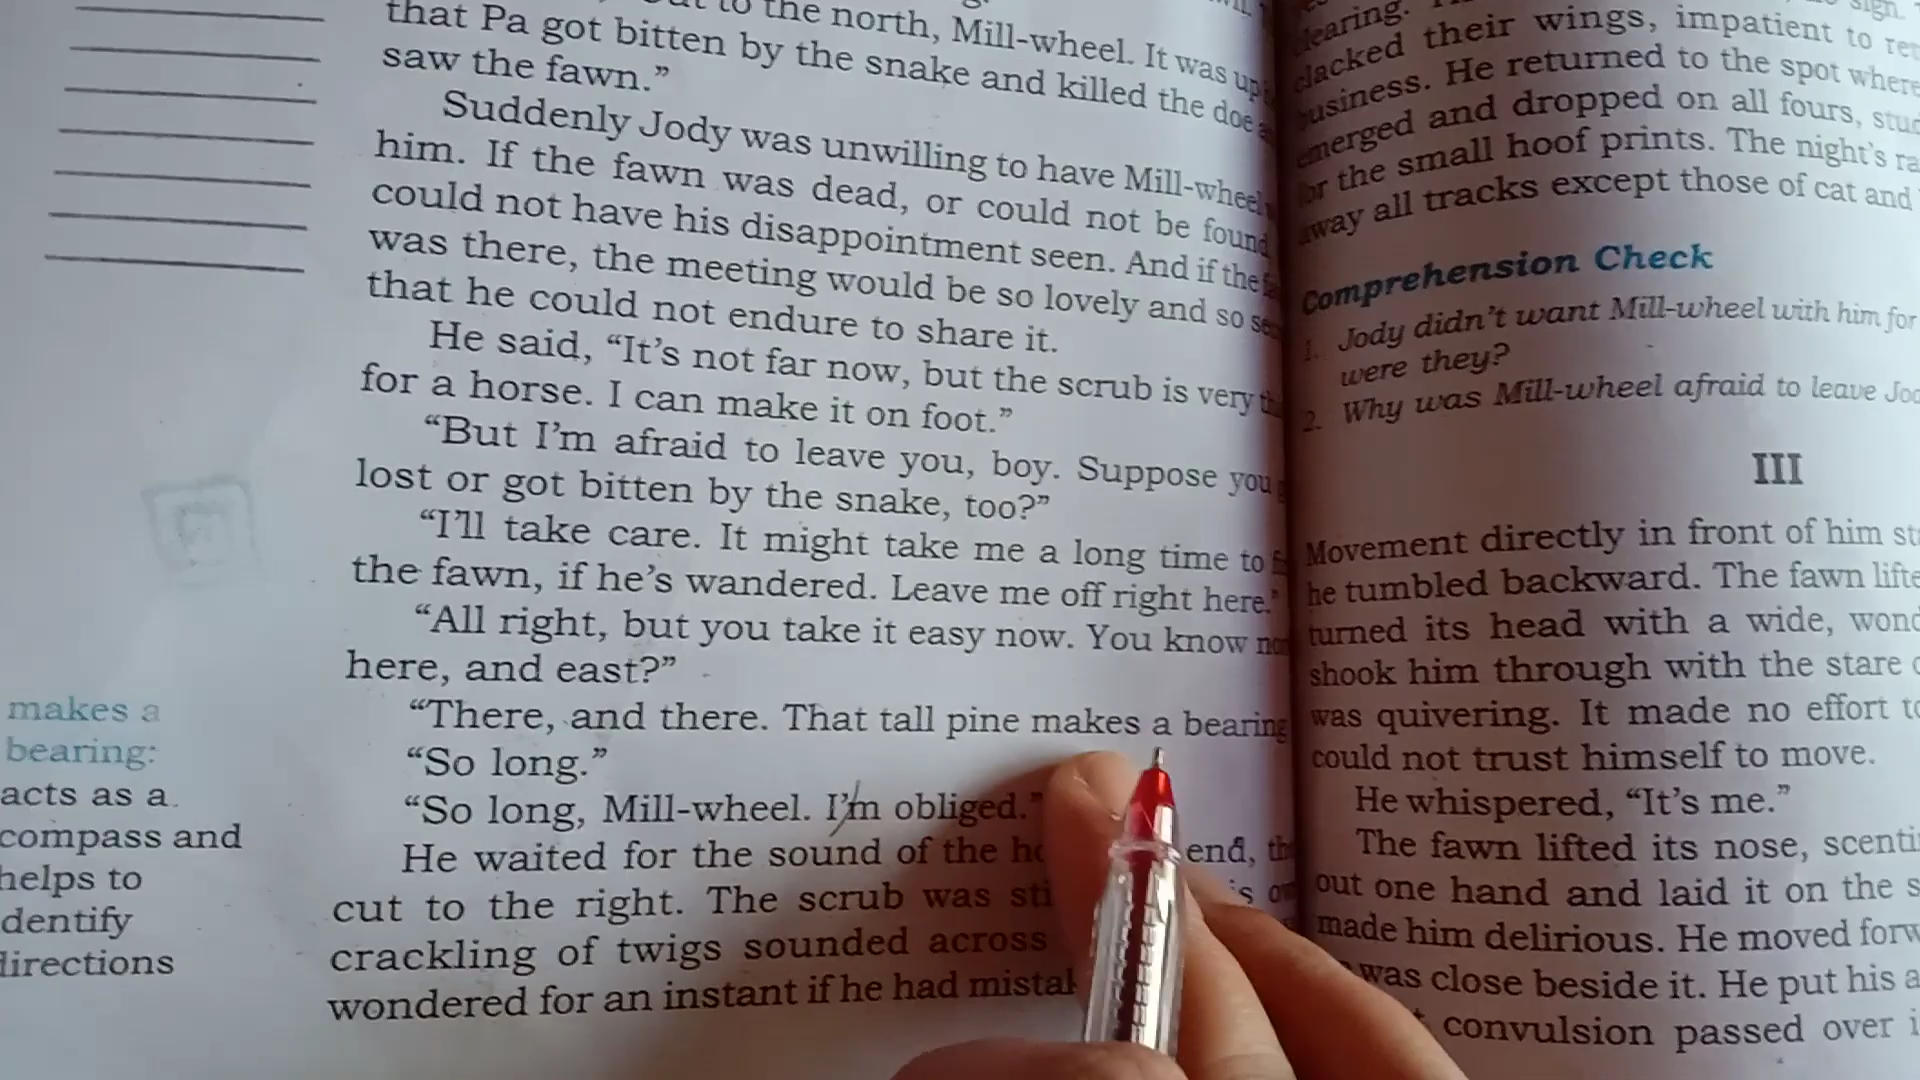 to the north, Mill-wheel. It was up
that Pa got bitten by the snake and killed the doe
saw the fawn.”
Suddenly Jody was unwilling to have Mill-wheel
him. If the fawn was dead, or could not be found
could not have his disappointment seen. And if the
was there, the meeting would be so lovely and so
that he could not endure to share it.
He said, “It’s not far now, but the scrub is very
for a horse. I can make it on foot.”
“But I’m afraid to leave you, boy. Suppose you
lost or got bitten by the snake, too?”
“I’ll take care. It might take me a long time to
the fawn, if he’s wandered. Leave me off right here.”
“All right, but you take it easy now. You know
here, and east?”
“There, and there. That tall pine makes a bearing
“So long.”
“So long, Mill-wheel. I’m obliged.”
He waited for the sound of the end,
cut to the right. The scrub was
crackling of twigs sounded across
wondered for an instant if he had
makes a
bearing:
acts as a
compass and
helps to
dentify
directions
clacked their wings, impatient to
business. He returned to the spot where
emerged and dropped on all fours,
for the small hoof prints. The night’s
away all tracks except those of cat and
Comprehension Check
1. Jody didn’t want Mill-wheel with him for
were they?
2. Why was Mill-wheel afraid to leave
III
Movement directly in front of him
he tumbled backward. The fawn
turned its head with a wide,
shook him through with the stare
was quivering. It made no effort to
could not trust himself to move.
He whispered, “It’s me.”
The fawn lifted its nose,
out one hand and laid it on the
made him delirious. He moved
was close beside it. He put his
convulsion passed over